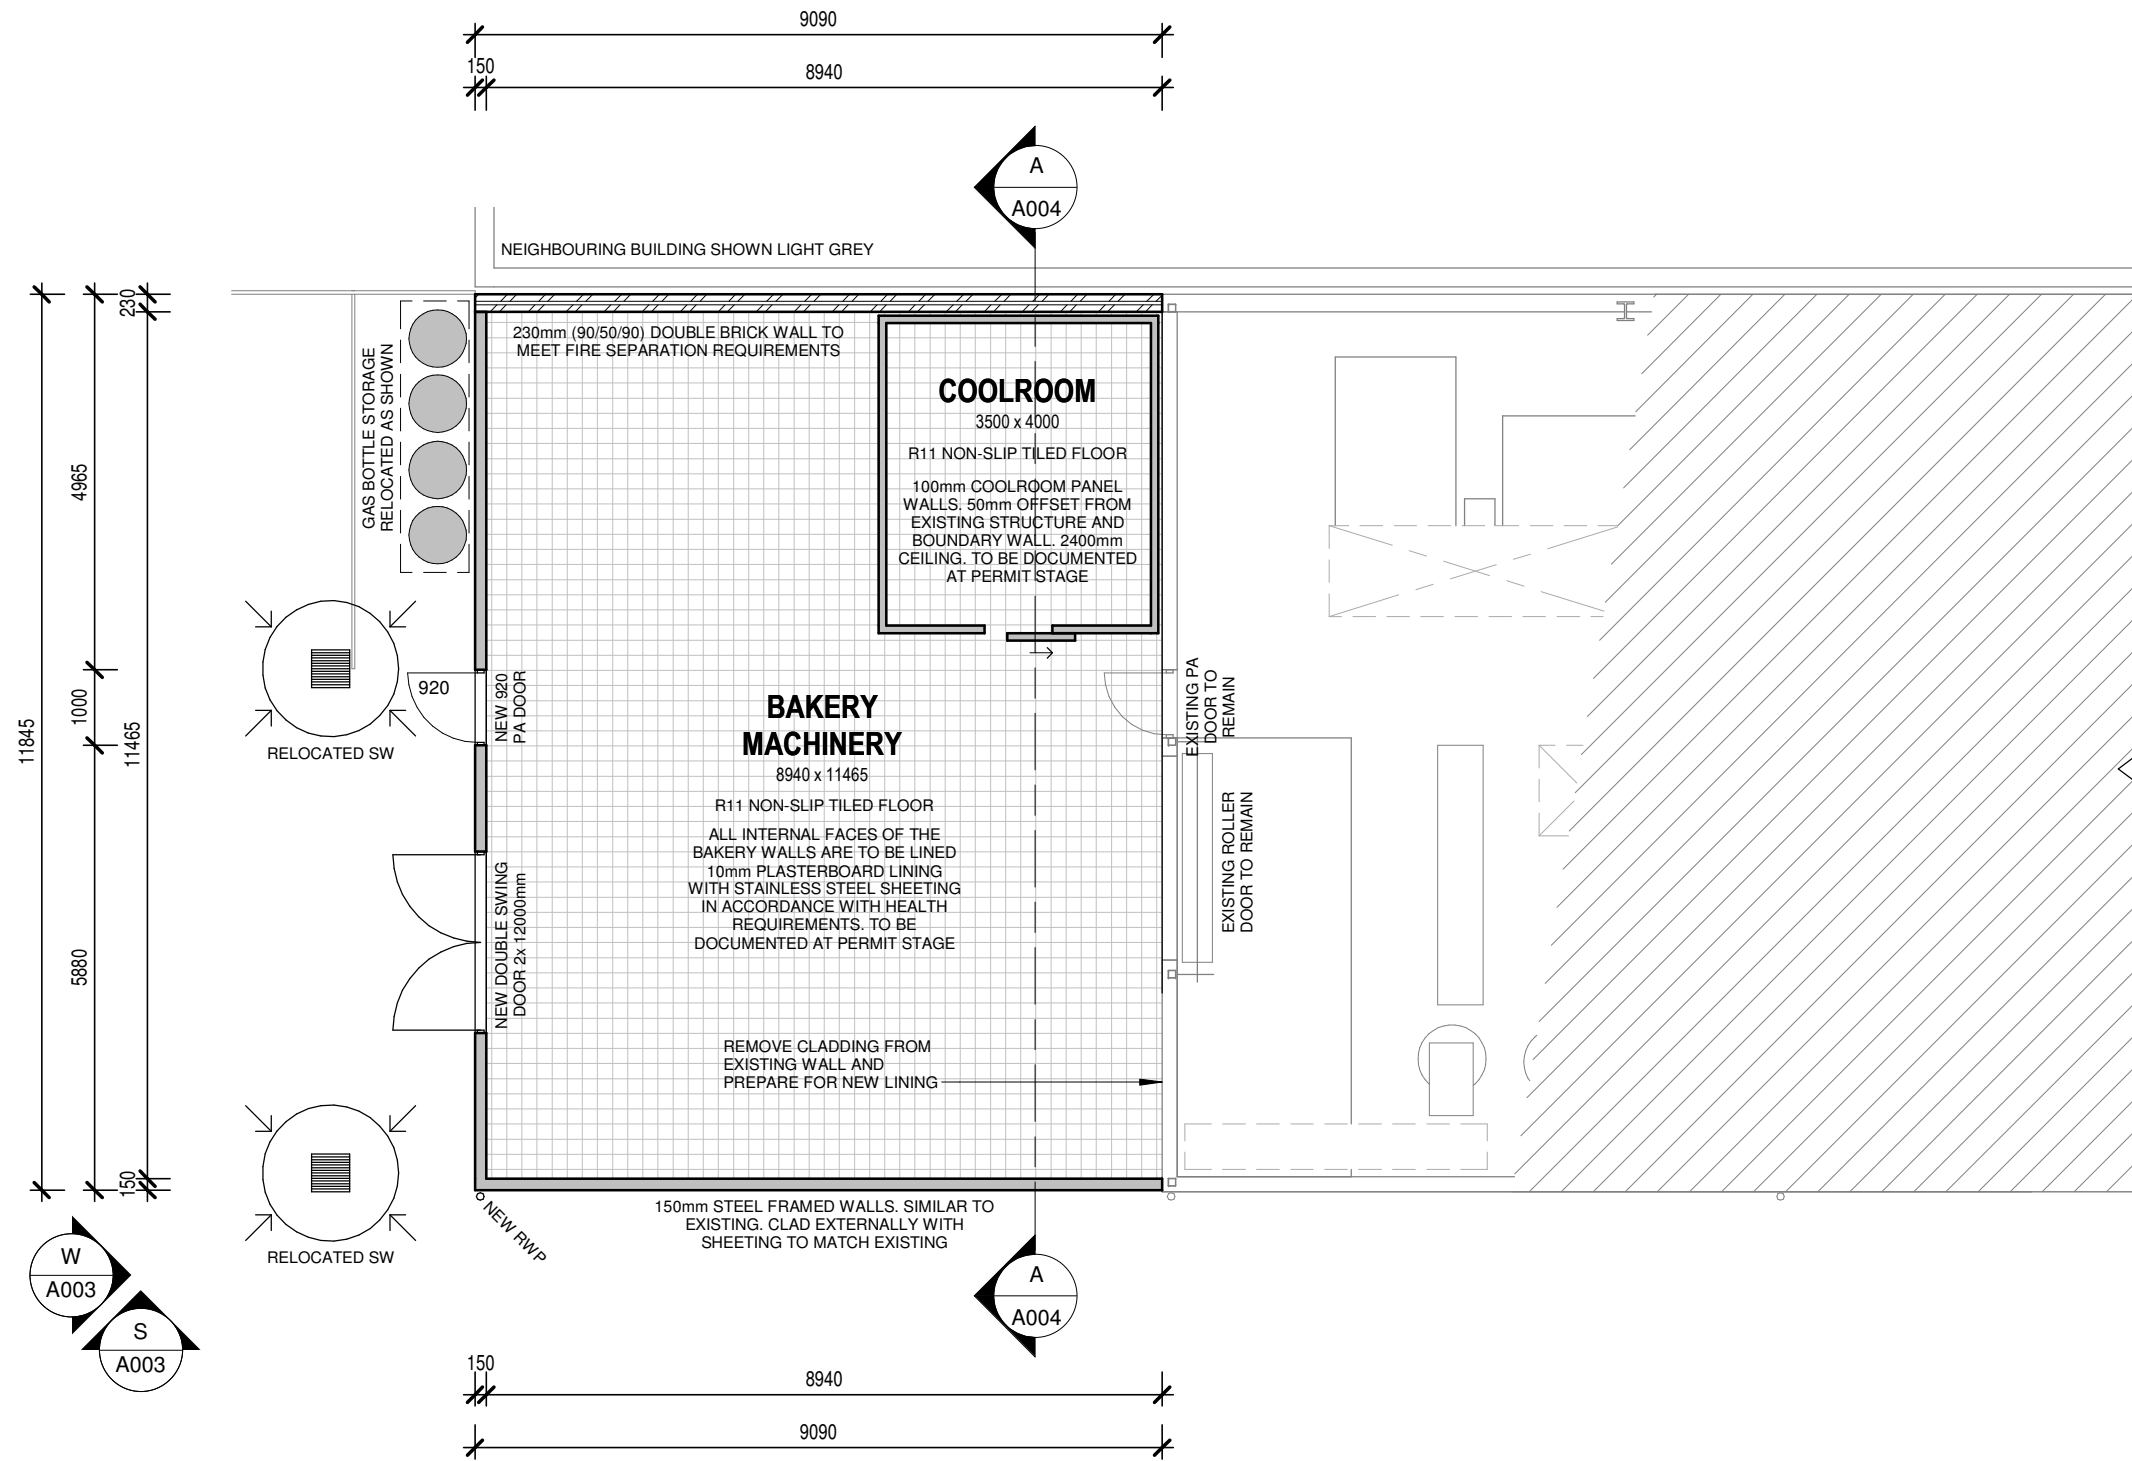 9090
150
8940
A
A004
NEIGHBOURING BUILDING SHOWN LIGHT GREY
230
4965
1000
5880
11845
11465
150
GAS BOTTLE STORAGE
RELOCATED AS SHOWN
230mm (90/50/90) DOUBLE BRICK WALL TO
MEET FIRE SEPARATION REQUIREMENTS
COOLROOM
3500 x 4000
R11 NON-SLIP TILED FLOOR
100mm COOLROOM PANEL
WALLS. 50mm OFFSET FROM
EXISTING STRUCTURE AND
BOUNDARY WALL. 2400mm
CEILING. TO BE DOCUMENTED
AT PERMIT STAGE
RELOCATED SW
920
NEW 920
PA DOOR
BAKERY
MACHINERY
8940 x 11465
R11 NON-SLIP TILED FLOOR
ALL INTERNAL FACES OF THE
BAKERY WALLS ARE TO BE LINED
10mm PLASTERBOARD LINING
WITH STAINLESS STEEL SHEETING
IN ACCORDANCE WITH HEALTH
REQUIREMENTS. TO BE
DOCUMENTED AT PERMIT STAGE
EXISTING PA
DOOR TO
REMAIN
EXISTING ROLLER
DOOR TO REMAIN
NEW DOUBLE SWING
DOOR 2x 12000mm
REMOVE CLADDING FROM
EXISTING WALL AND
PREPARE FOR NEW LINING
RELOCATED SW
NEW RWP
150mm STEEL FRAMED WALLS. SIMILAR TO
EXISTING. CLAD EXTERNALLY WITH
SHEETING TO MATCH EXISTING
W
A003
S
A003
A
A004
150
8940
9090